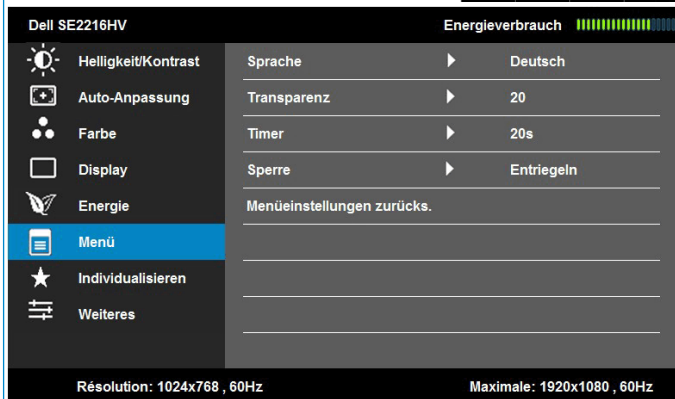 Dell SE2216HV Energieverbrauch
Helligkeit/Kontrast Sprache Deutsch
Auto-Anpassung Transparenz 20
Farbe Timer 20s
Display Sperre Entriegeln
Energie Menüeinstellungen zurücks.
Menü
Individualisieren
Weiteres
Résolution: 1024x768 , 60Hz Maximale: 1920x1080 , 60Hz